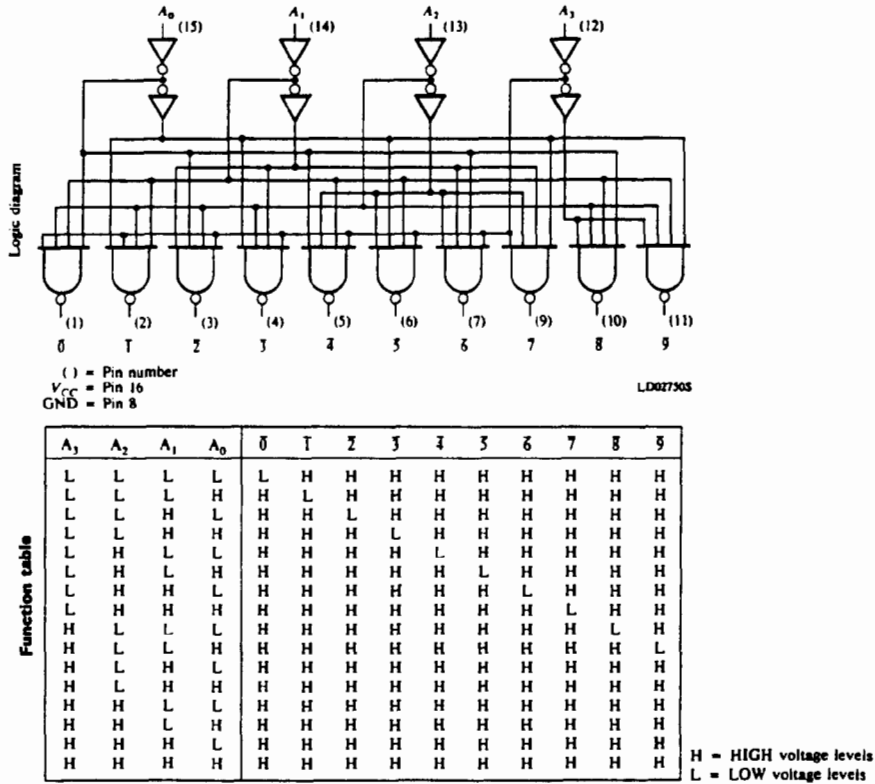 A₀ A₁ A₂ A₃
(15) (14) (13) (12)
Logic diagram
(1) (2) (3) (4) (5) (6) (7) (9) (10) (11)
0̅ 1̅ 2̅ 3̅ 4̅ 5̅ 6̅ 7̅ 8̅ 9̅
( ) = Pin number
V_CC = Pin 16
GND = Pin 8
LD02750S
Function table
A₃ A₂ A₁ A₀ 0̅ 1̅ 2̅ 3̅ 4̅ 5̅ 6̅ 7̅ 8̅ 9̅
L L L L L H H H H H H H H H
L L L H H L H H H H H H H H
L L H L H H L H H H H H H H
L L H H H H H L H H H H H H
L H L L H H H H L H H H H H
L H L H H H H H H L H H H H
L H H L H H H H H H L H H H
L H H H H H H H H H H L H H
H L L L H H H H H H H H L H
H L L H H H H H H H H H H L
H L H L H H H H H H H H H H
H L H H H H H H H H H H H H
H H L L H H H H H H H H H H
H H L H H H H H H H H H H H
H H H L H H H H H H H H H H
H H H H H H H H H H H H H H
H = HIGH voltage levels
L = LOW voltage levels